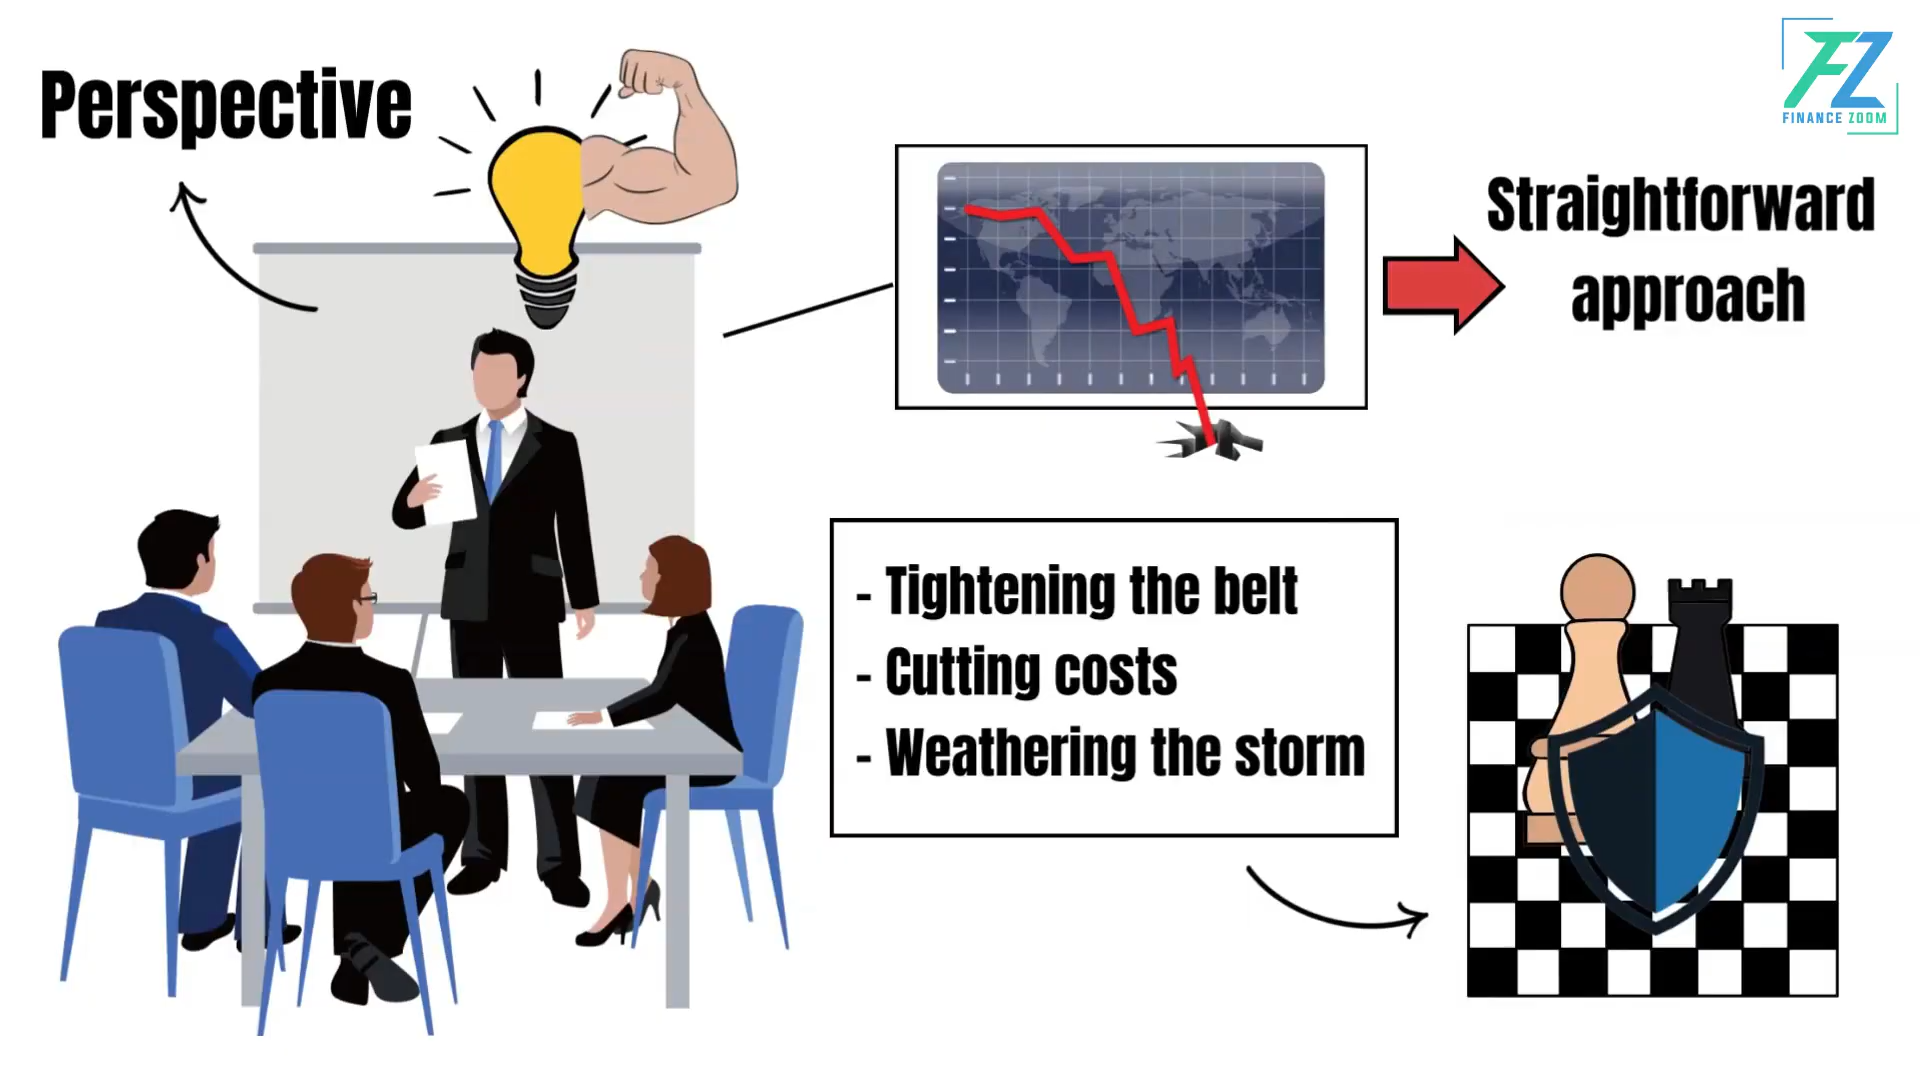 Perspective
FZ
FINANCE ZOOM
Straightforward
approach
- Tightening the belt
- Cutting costs
- Weathering the storm